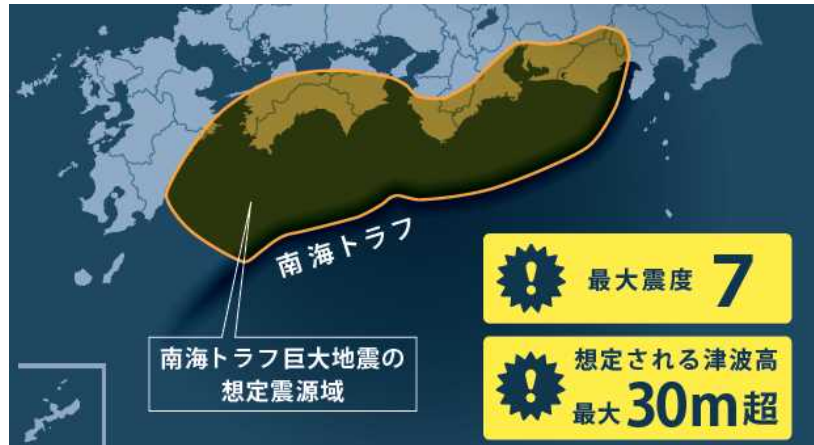 南海トラフ
南海トラフ巨大地震の
想定震源域
最大震度 7
想定される津波高
最大30m超